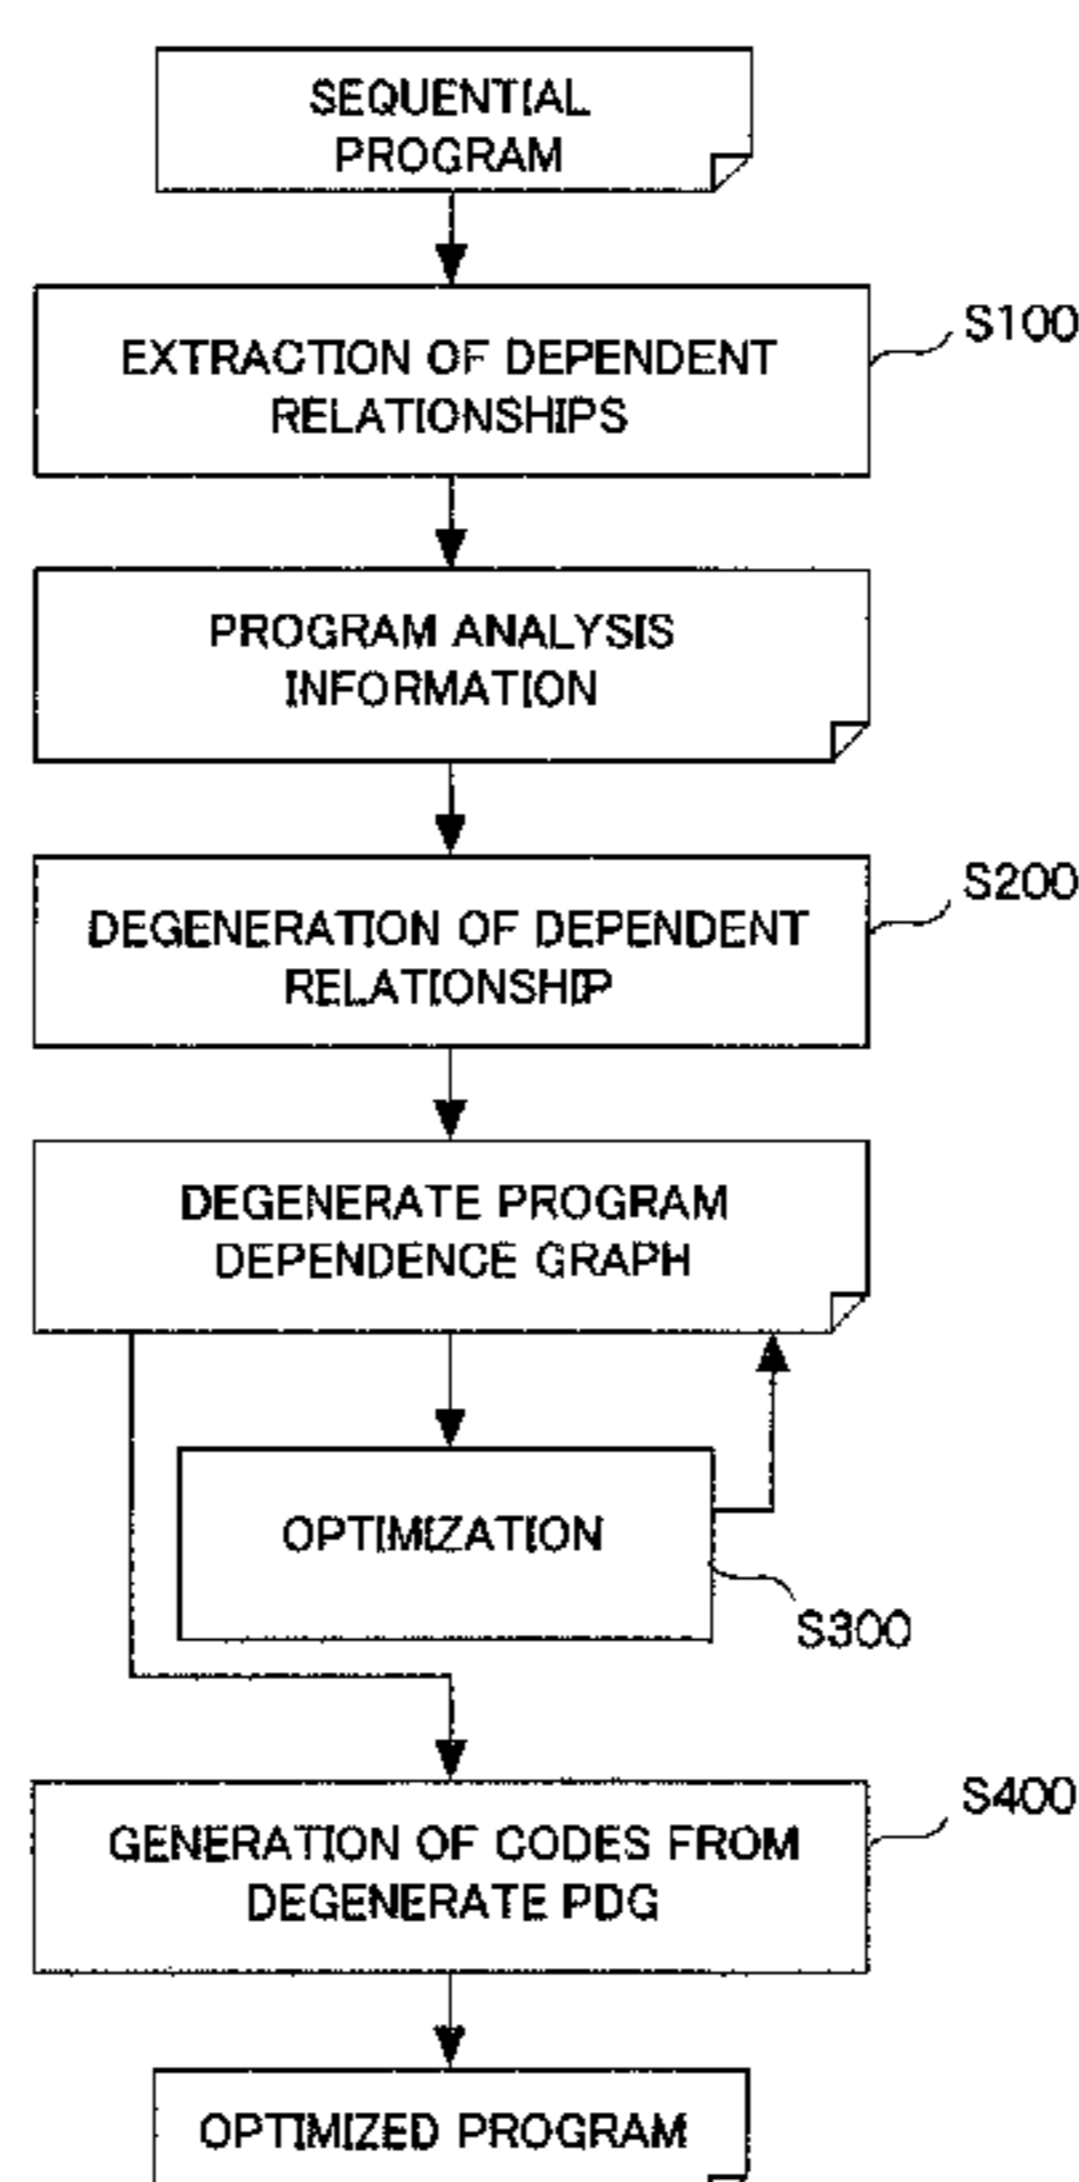 SEQUENTIAL
PROGRAM
S100
EXTRACTION OF DEPENDENT
RELATIONSHIPS
PROGRAM ANALYSIS
INFORMATION
S200
DEGENERATION OF DEPENDENT
RELATIONSHIP
DEGENERATE PROGRAM
DEPENDENCE GRAPH
OPTIMIZATION
S300
S400
GENERATION OF CODES FROM
DEGENERATE PDG
OPTIMIZED PROGRAM